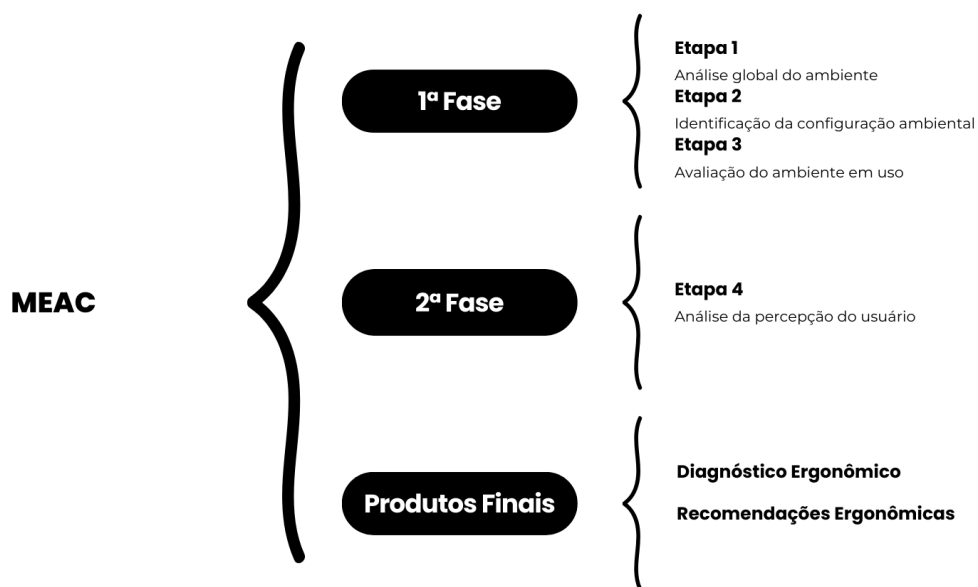 MEAC
1ª Fase
Etapa 1
Análise global do ambiente
Etapa 2
Identificação da configuração ambiental
Etapa 3
Avaliação do ambiente em uso
2ª Fase
Etapa 4
Análise da percepção do usuário
Produtos Finais
Diagnóstico Ergonômico
Recomendações Ergonômicas